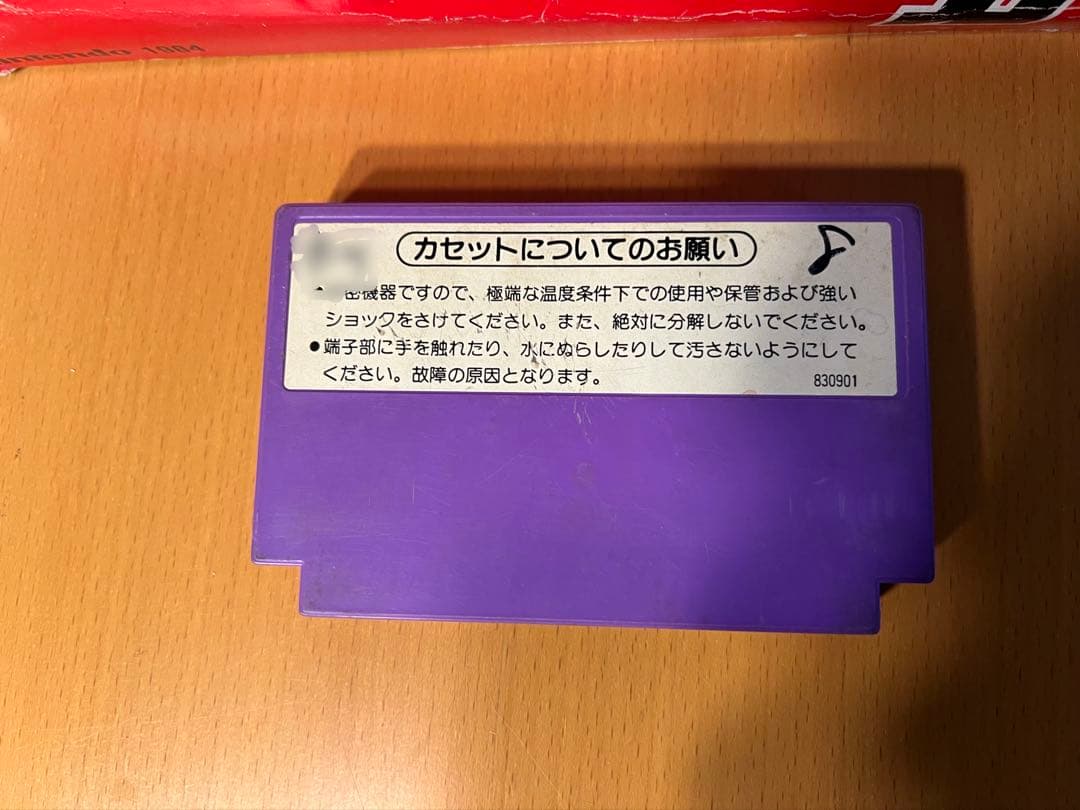 Nintendo 1984
カセットについてのお願い
密機器ですので、極端な温度条件下での使用や保管および強い
ショックをさけてください。また、絶対に分解しないでください。
●端子部に手を触れたり、水にぬらしたりして汚さないようにして
ください。故障の原因となります。
830901